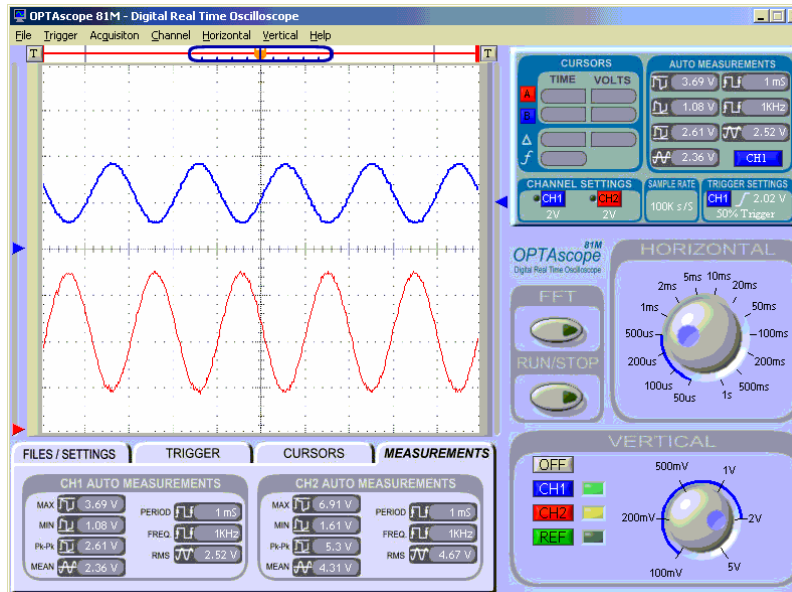 OPTAscope 81M - Digital Real Time Oscilloscope
File Trigger Acquisiton Channel Horizontal Vertical Help
T T
CURSORS
TIME VOLTS
A
B
Δ
f
AUTO MEASUREMENTS
3.69 V 1 mS
1.08 V 1KHz
2.61 V 2.52 V
2.36 V CH1
CHANNEL SETTINGS
CH1 CH2
2V 2V
SAMPLE RATE
100K s/S
TRIGGER SETTINGS
CH1 2.02 V
50% Trigger
81M
OPTAscope
Digital Real Time Oscilloscope
FFT
RUN/STOP
HORIZONTAL
5ms 10ms
2ms 20ms
1ms 50ms
500us 100ms
200us 200ms
100us 500ms
50us 1s
FILES / SETTINGS TRIGGER CURSORS MEASUREMENTS
CH1 AUTO MEASUREMENTS
MAX 3.69 V PERIOD 1 mS
MIN 1.08 V FREQ. 1KHz
Pk-Pk 2.61 V RMS 2.52 V
MEAN 2.36 V
CH2 AUTO MEASUREMENTS
MAX 6.91 V PERIOD 1 mS
MIN 1.61 V FREQ. 1KHz
Pk-Pk 5.3 V RMS 4.67 V
MEAN 4.31 V
VERTICAL
OFF
CH1
CH2
REF
500mV 1V
200mV 2V
100mV 5V